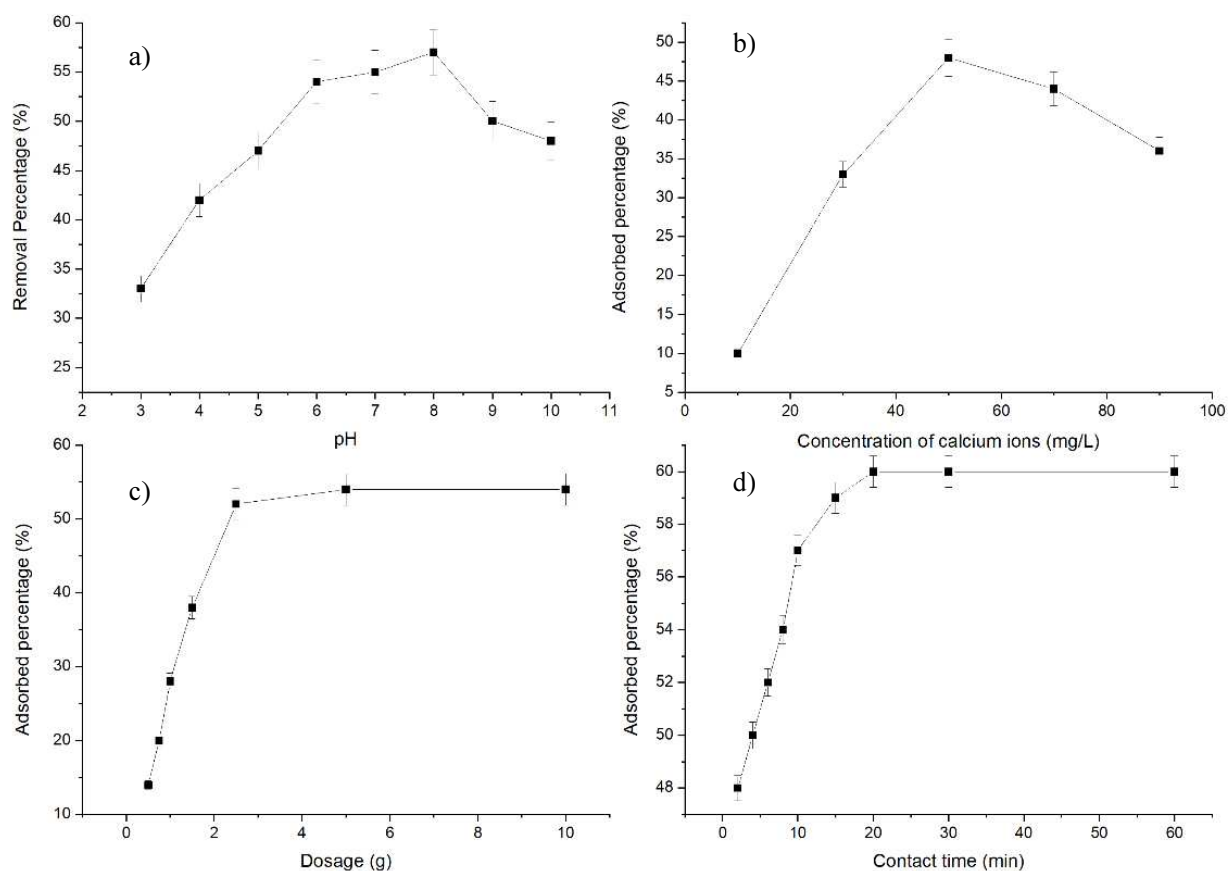 a)
60
55
50
45
40
35
30
25
Removal Percentage (%)
2 3 4 5 6 7 8 9 10 11
pH
b)
50
45
40
35
30
25
20
15
10
5
Adsorbed percentage (%)
0 20 40 60 80 100
Concentration of calcium ions (mg/L)
c)
60
50
40
30
20
10
Adsorbed percentage (%)
0 2 4 6 8 10
Dosage (g)
d)
60
58
56
54
52
50
48
Adsorbed percentage (%)
0 10 20 30 40 50 60
Contact time (min)